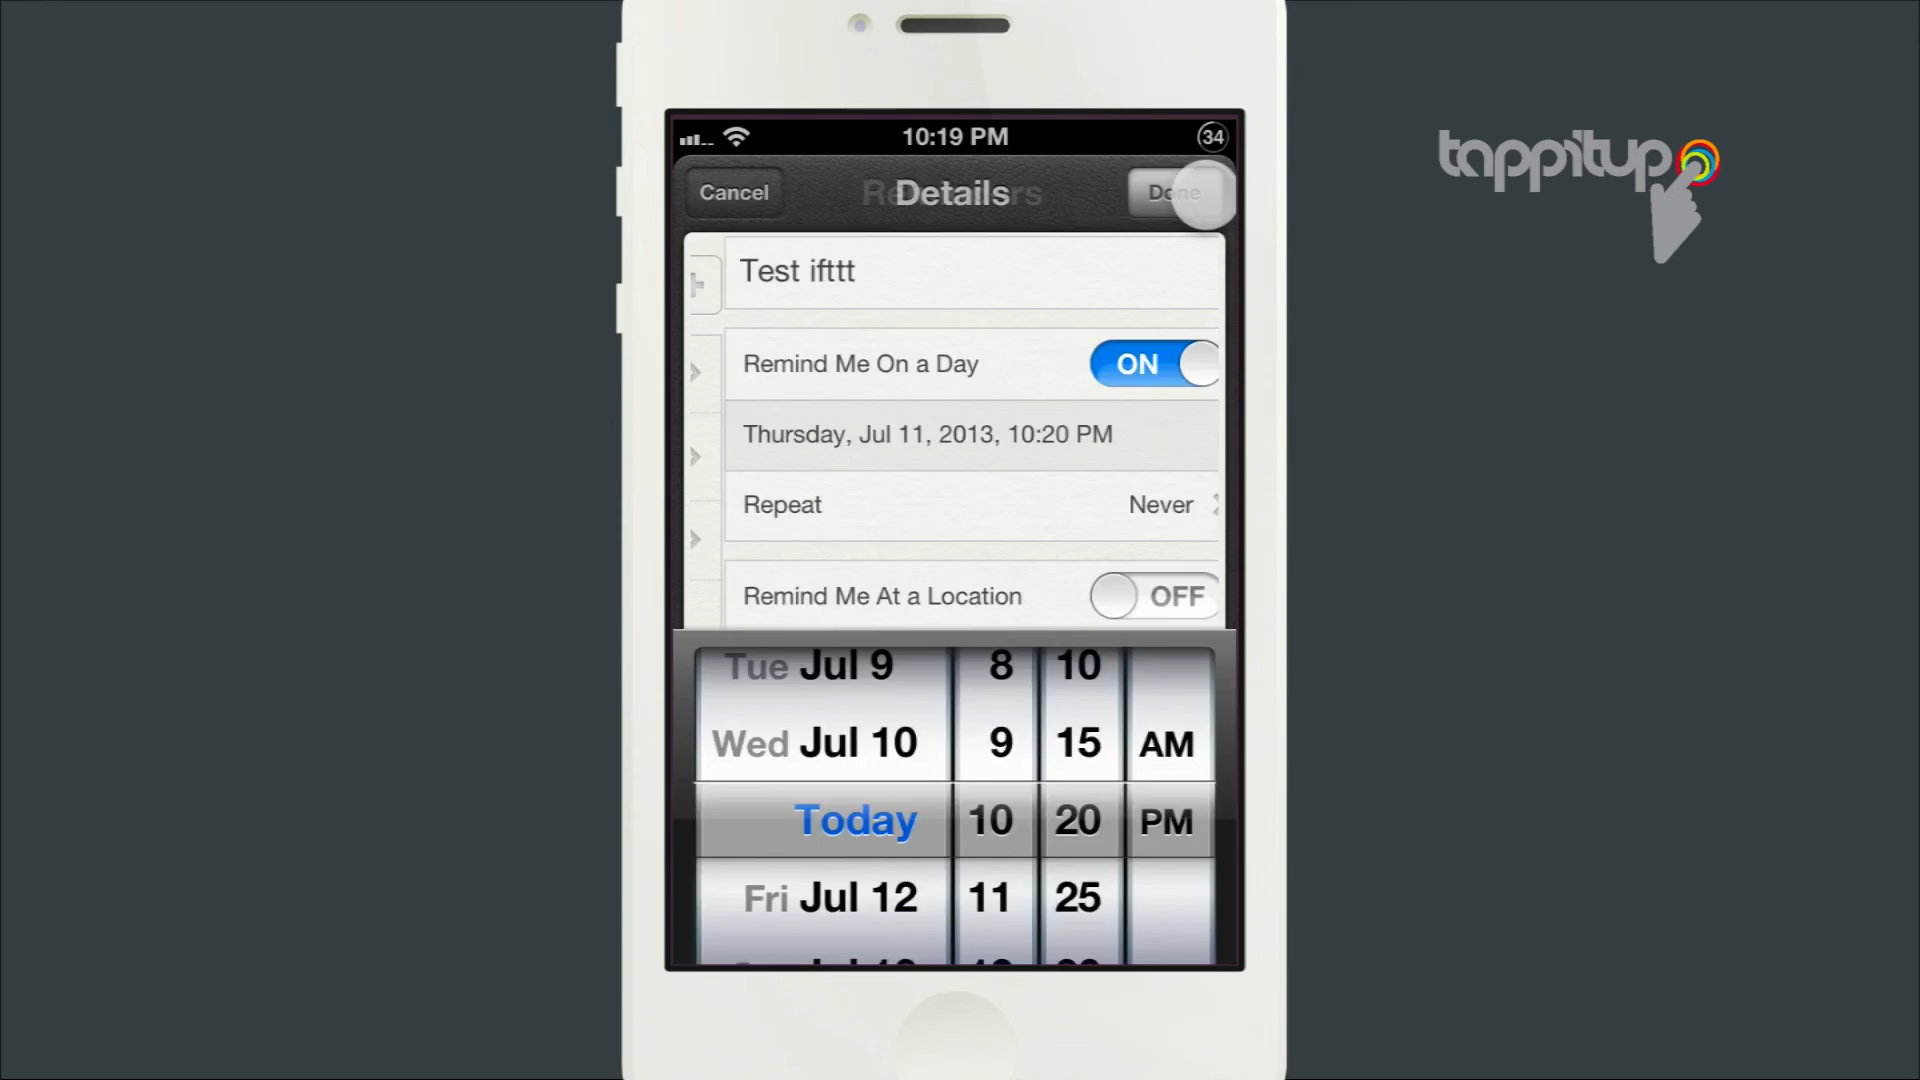 10:19 PM
34
tappitup
Cancel
Details
Done
Test ifttt
Remind Me On a Day
ON
Thursday, Jul 11, 2013, 10:20 PM
Repeat
Never
Remind Me At a Location
OFF
Tue Jul 9 8 10
Wed Jul 10 9 15 AM
Today 10 20 PM
Fri Jul 12 11 25